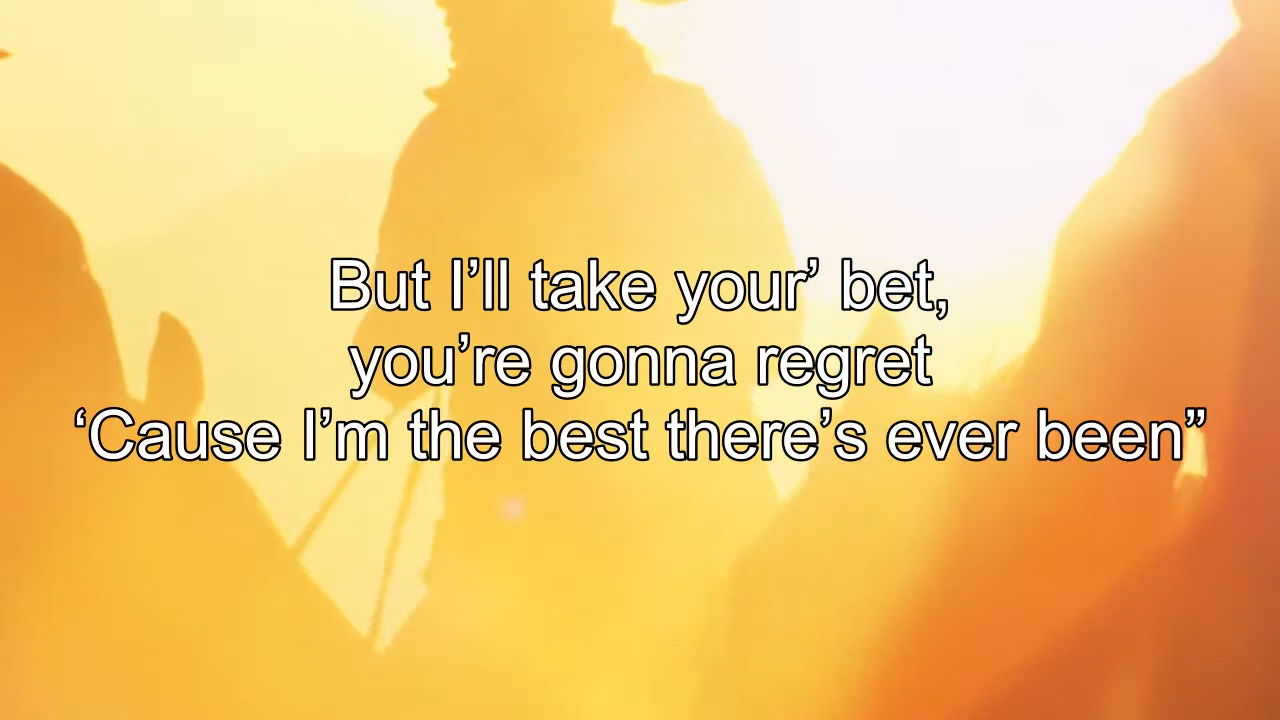 But I’ll take your’ bet,
you’re gonna regret
‘Cause I’m the best there’s ever been”